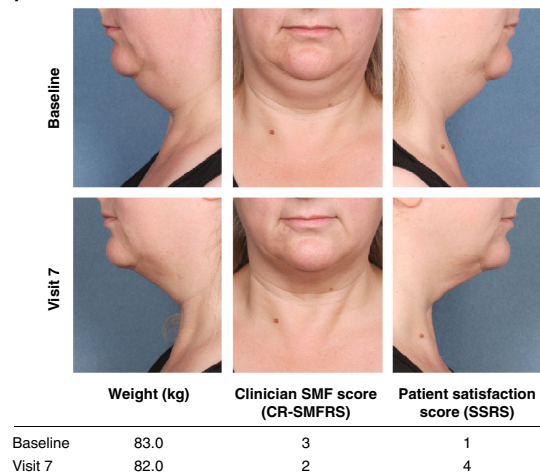 Baseline
Visit 7
Weight (kg) Clinician SMF score (CR-SMFRS) Patient satisfaction score (SSRS)
Baseline 83.0 3 1
Visit 7 82.0 2 4